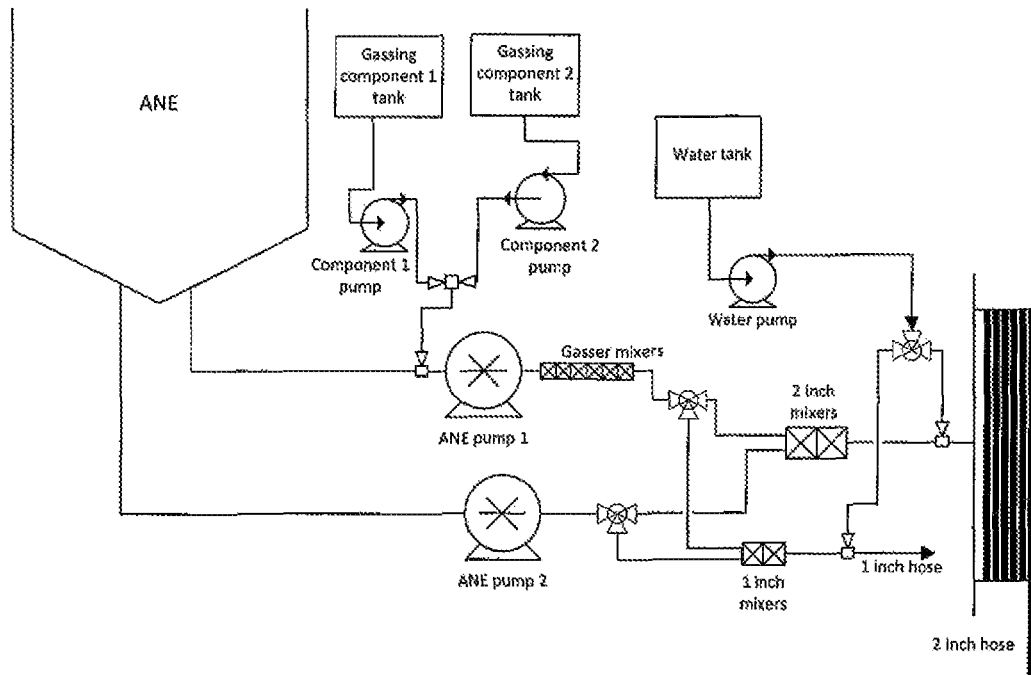 Gassing
component 1
tank
Gassing
component 2
tank
ANE
Water tank
Component 1
pump
Component 2
pump
Water pump
Gasser mixers
2 inch
mixers
ANE pump 1
ANE pump 2
1 inch
mixers
1 inch hose
2 inch hose